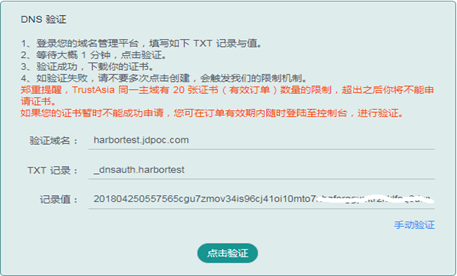 DNS 验证
1、登录您的域名管理平台，填写如下 TXT 记录与值。
2、等待大概 1 分钟，点击验证。
3、验证成功，下载你的证书。
4、如验证失败，请不要多次点击创建，会触发我们的限制机制。
郑重提醒，TrustAsia 同一主域有 20 张证书（有效订单）数量的限制，超出之后你将不能申请证书。
如果您的证书暂时不能成功申请，您可在订单有效期内随时登陆至控制台，进行验证。
验证域名： harbortest.jdpoc.com
TXT 记录： _dnsauth.harbortest
记录值：
手动验证
点击验证